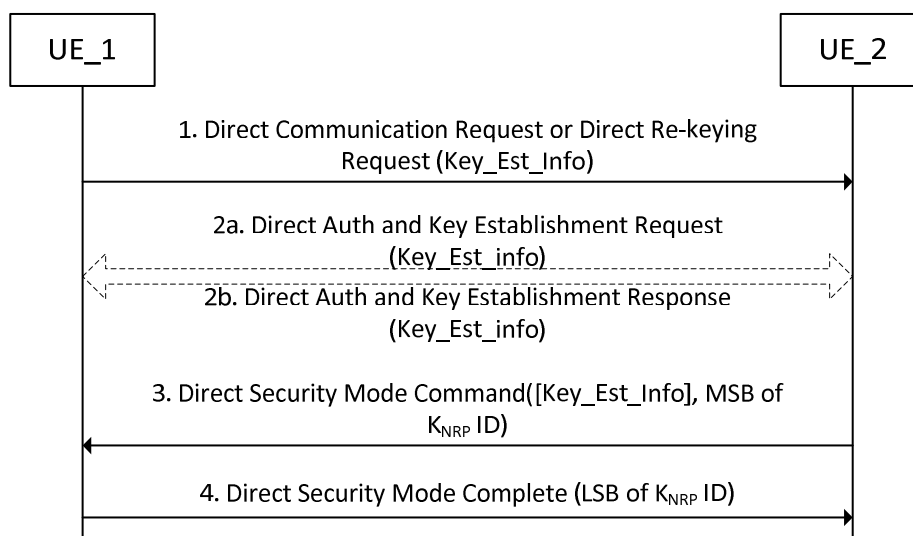 UE_1
UE_2
1. Direct Communication Request or Direct Re-keying
Request (Key_Est_Info)
2a. Direct Auth and Key Establishment Request
(Key_Est_info)
2b. Direct Auth and Key Establishment Response
(Key_Est_info)
3. Direct Security Mode Command([Key_Est_Info], MSB of
KNRP ID)
4. Direct Security Mode Complete (LSB of KNRP ID)